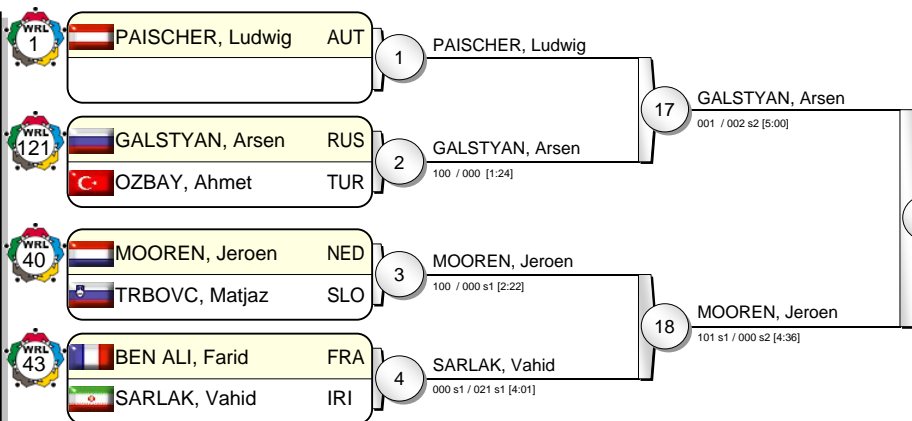 WRL
1
PAISCHER, Ludwig AUT
1
PAISCHER, Ludwig
17
GALSTYAN, Arsen
001 / 002 s2 [5:00]
WRL
121
GALSTYAN, Arsen RUS
OZBAY, Ahmet TUR
2
GALSTYAN, Arsen
100 / 000 [1:24]
WRL
40
MOOREN, Jeroen NED
TRBOVC, Matjaz SLO
3
MOOREN, Jeroen
100 / 000 s1 [2:22]
18
MOOREN, Jeroen
101 s1 / 000 s2 [4:36]
WRL
43
BEN ALI, Farid FRA
SARLAK, Vahid IRI
4
SARLAK, Vahid
000 s1 / 021 s1 [4:01]